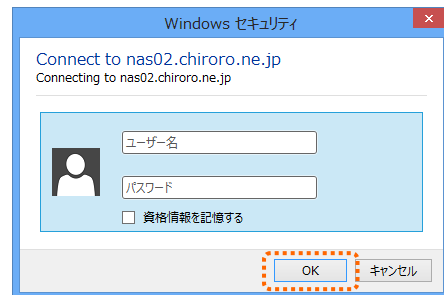 Windows セキュリティ
Connect to nas02.chiroro.ne.jp
Connecting to nas02.chiroro.ne.jp
ユーザー名
パスワード
資格情報を記憶する
OK
キャンセル